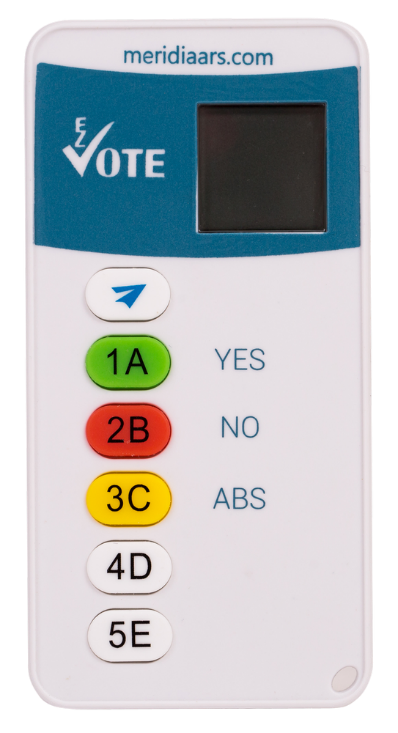 meridiaars.com
EZ VOTE
1A YES
2B NO
3C ABS
4D
5E